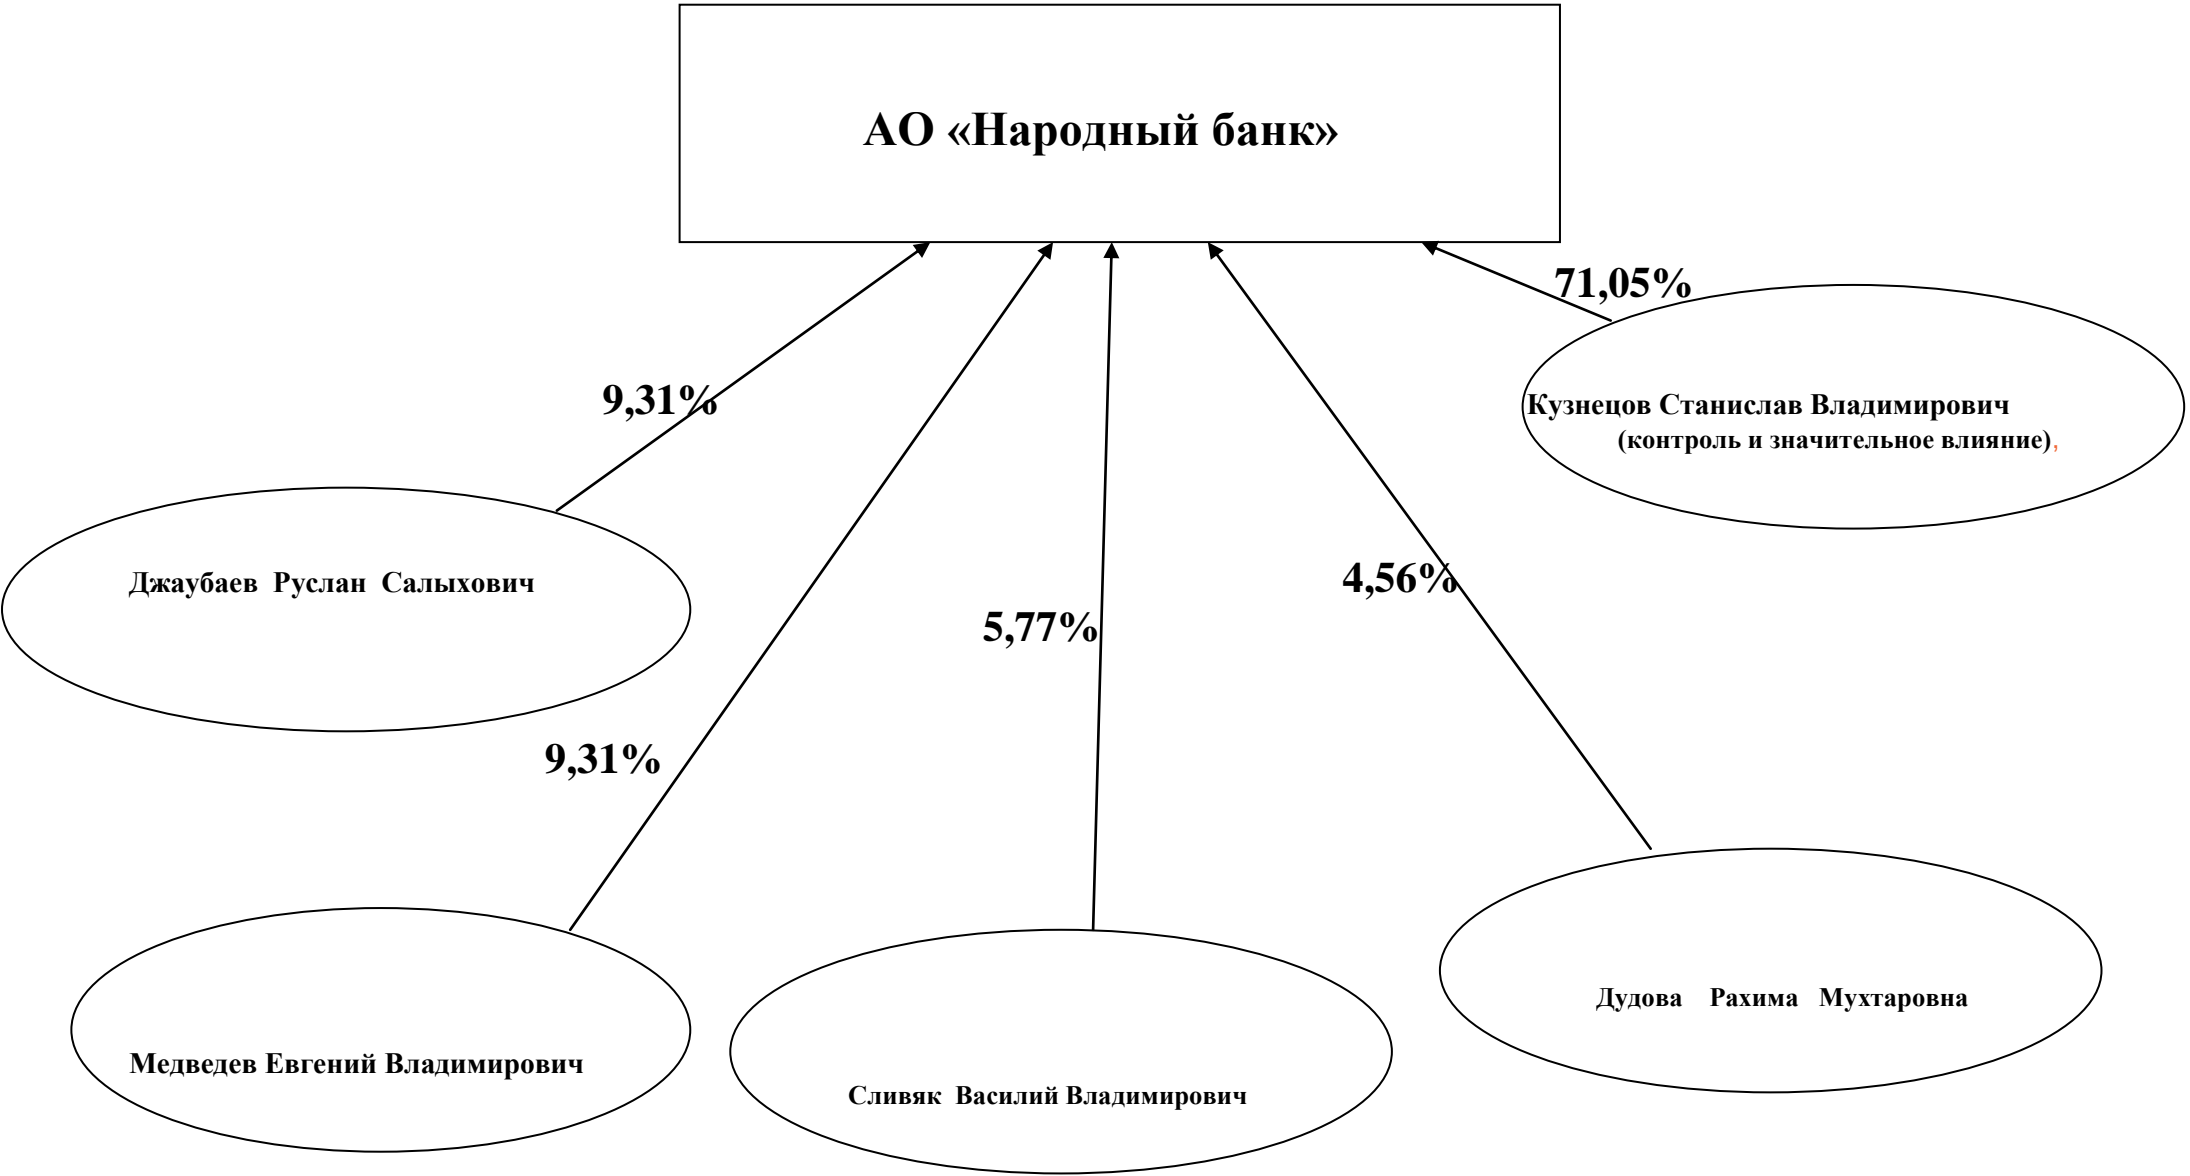 АО «Народный банк»
71,05%
9,31%
Кузнецов Станислав Владимирович
(контроль и значительное влияние),
Джаубаев Руслан Салыхович
4,56%
5,77%
9,31%
Дудова Рахима Мухтаровна
Медведев Евгений Владимирович
Сливяк Василий Владимирович